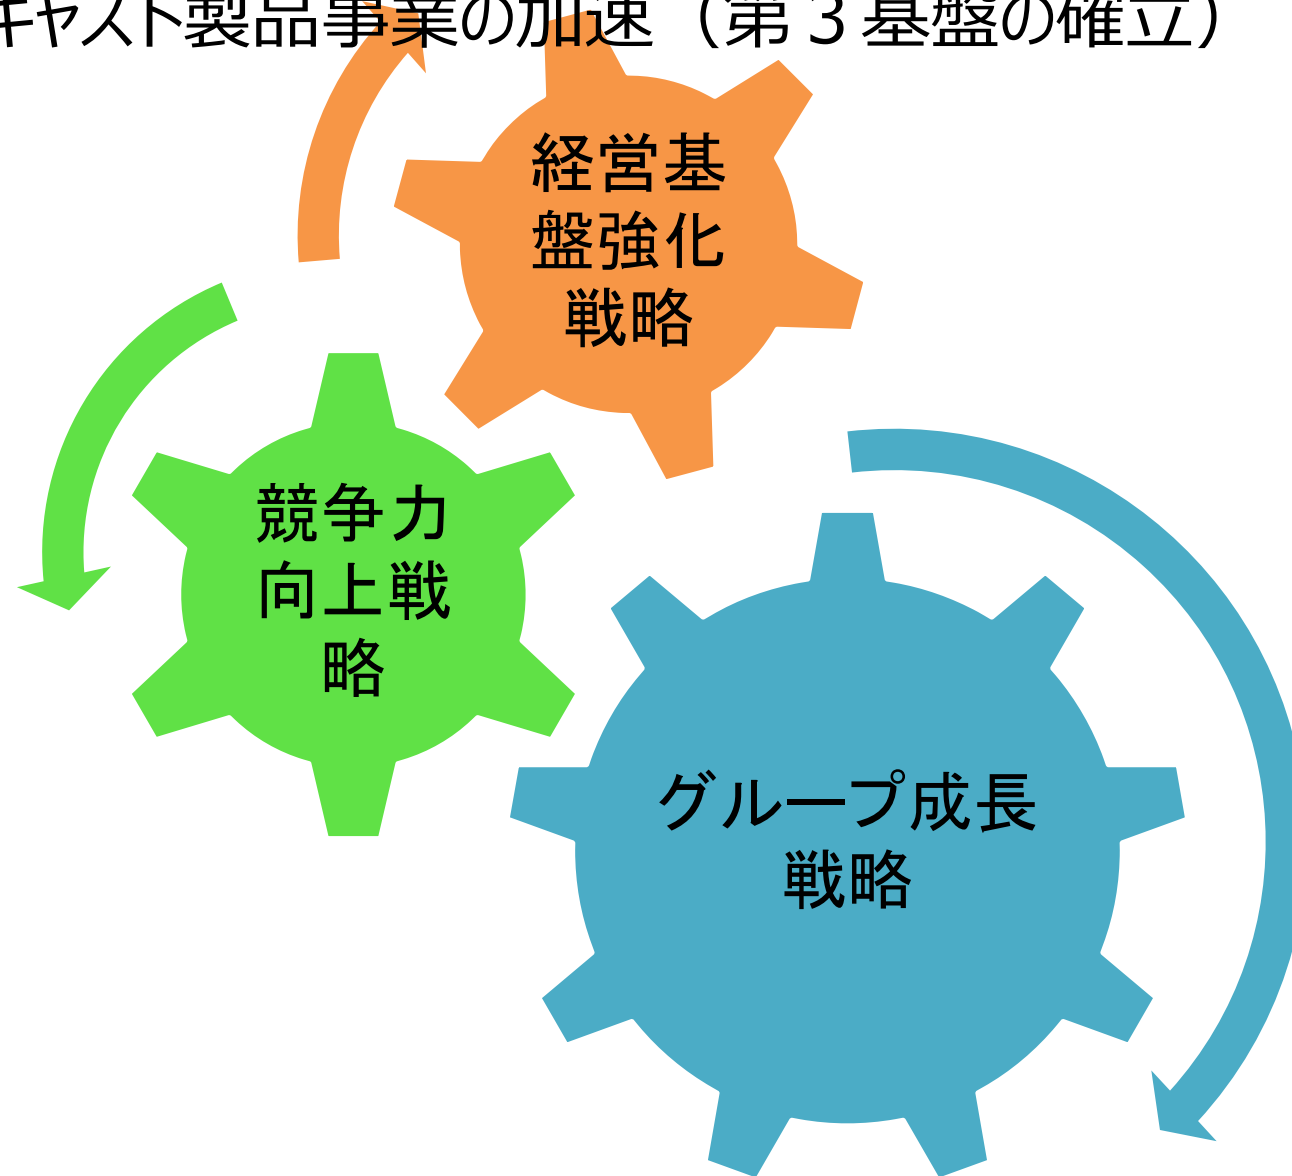 キャスト製品事業の加速（第３基盤の確立）
経営基
盤強化
戦略
競争力
向上戦
略
グループ成長
戦略